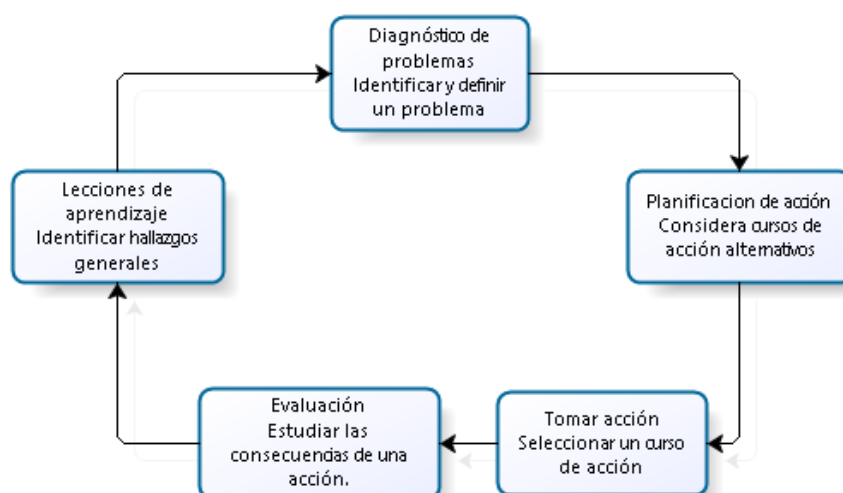 Diagnóstico de
problemas
Identificar y definir
un problema
Planificacion de acción
Considera cursos de
acción alternativos
Tomar acción
Seleccionar un curso
de acción
Evaluación
Estudiar las
consecuencias de una
acción.
Lecciones de
aprendizaje
Identificar hallazgos
generales